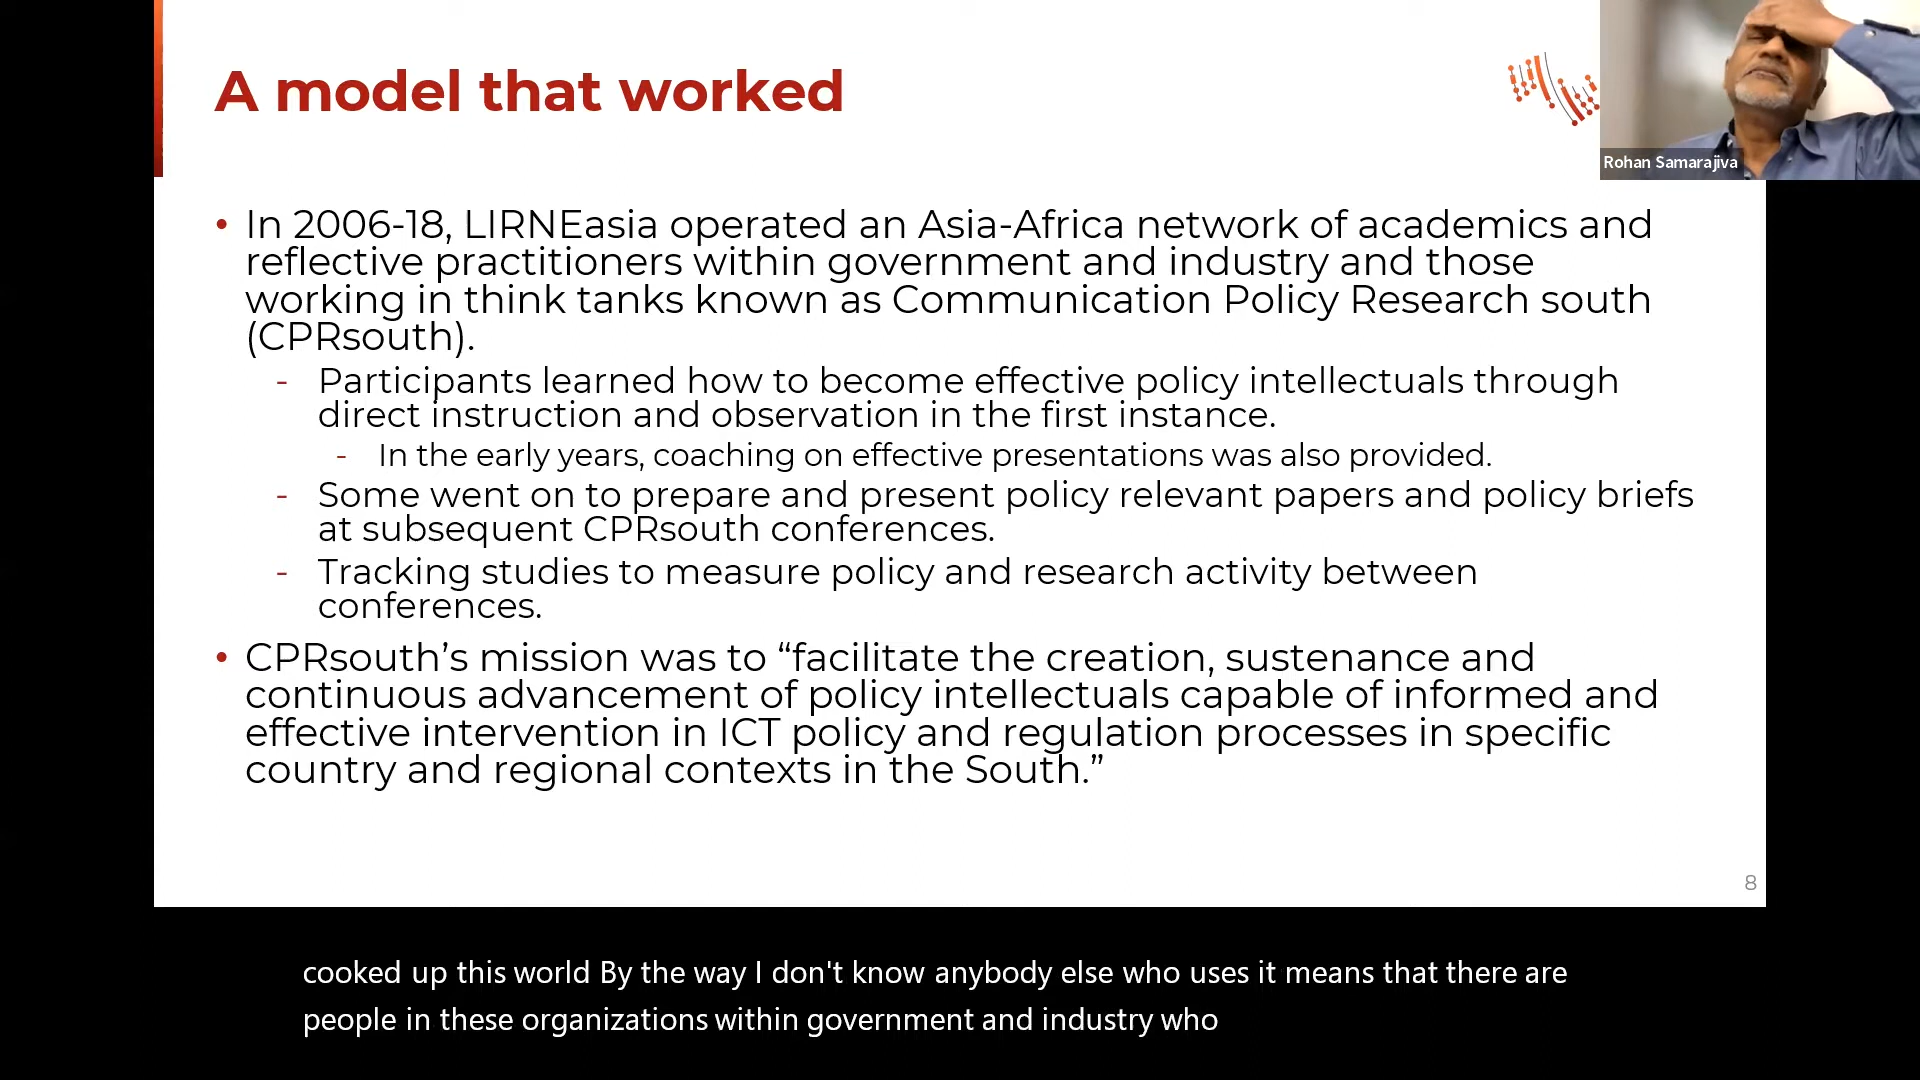 A model that worked
Rohan Samarajiva
• In 2006-18, LIRNEasia operated an Asia-Africa network of academics and
reflective practitioners within government and industry and those
working in think tanks known as Communication Policy Research south
(CPRsouth).
- Participants learned how to become effective policy intellectuals through
direct instruction and observation in the first instance.
- In the early years, coaching on effective presentations was also provided.
- Some went on to prepare and present policy relevant papers and policy briefs
at subsequent CPRsouth conferences.
- Tracking studies to measure policy and research activity between
conferences.
• CPRsouth’s mission was to “facilitate the creation, sustenance and
continuous advancement of policy intellectuals capable of informed and
effective intervention in ICT policy and regulation processes in specific
country and regional contexts in the South.”
8
cooked up this world By the way I don't know anybody else who uses it means that there are
people in these organizations within government and industry who